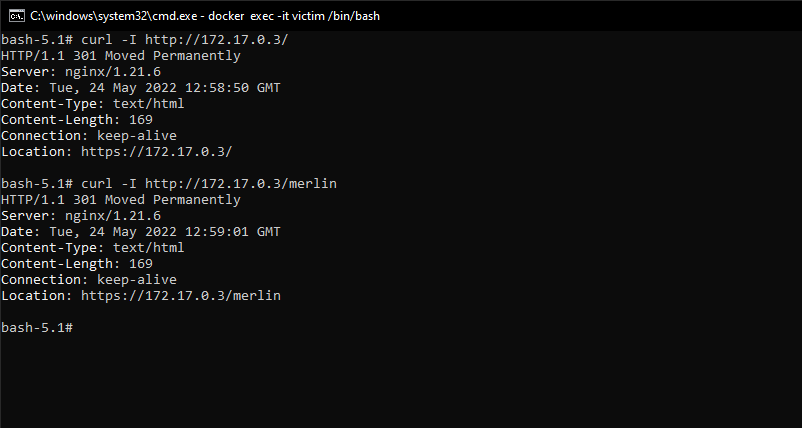 C:\windows\system32\cmd.exe - docker exec -it victim /bin/bash
bash-5.1# curl -I http://172.17.0.3/
HTTP/1.1 301 Moved Permanently
Server: nginx/1.21.6
Date: Tue, 24 May 2022 12:58:50 GMT
Content-Type: text/html
Content-Length: 169
Connection: keep-alive
Location: https://172.17.0.3/
bash-5.1# curl -I http://172.17.0.3/merlin
HTTP/1.1 301 Moved Permanently
Server: nginx/1.21.6
Date: Tue, 24 May 2022 12:59:01 GMT
Content-Type: text/html
Content-Length: 169
Connection: keep-alive
Location: https://172.17.0.3/merlin
bash-5.1#